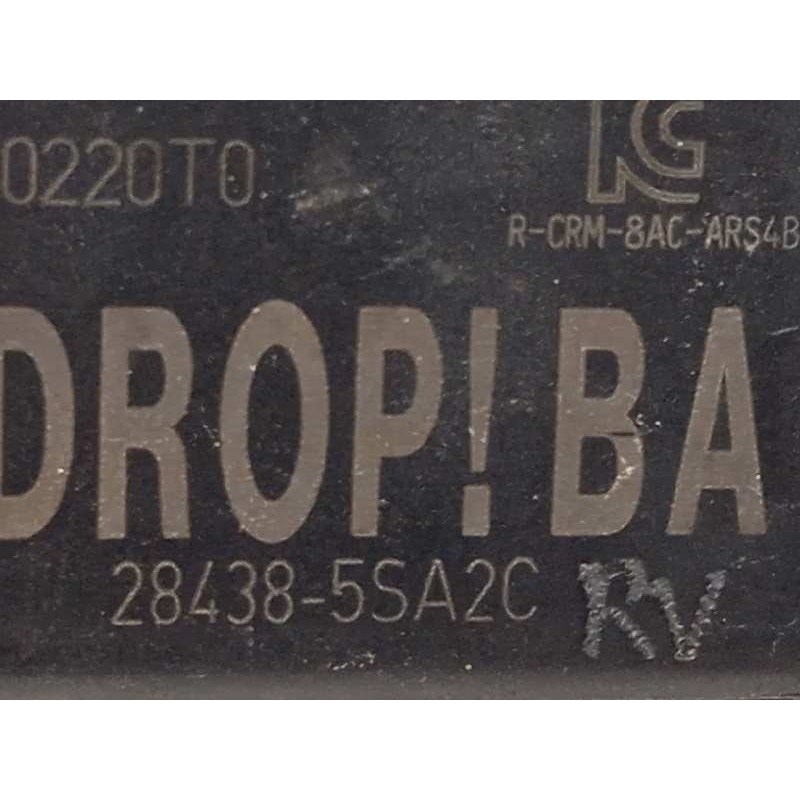 0220T0
R-CRM-8AC-ARS4B
DROP! BA
28438-5SA2C